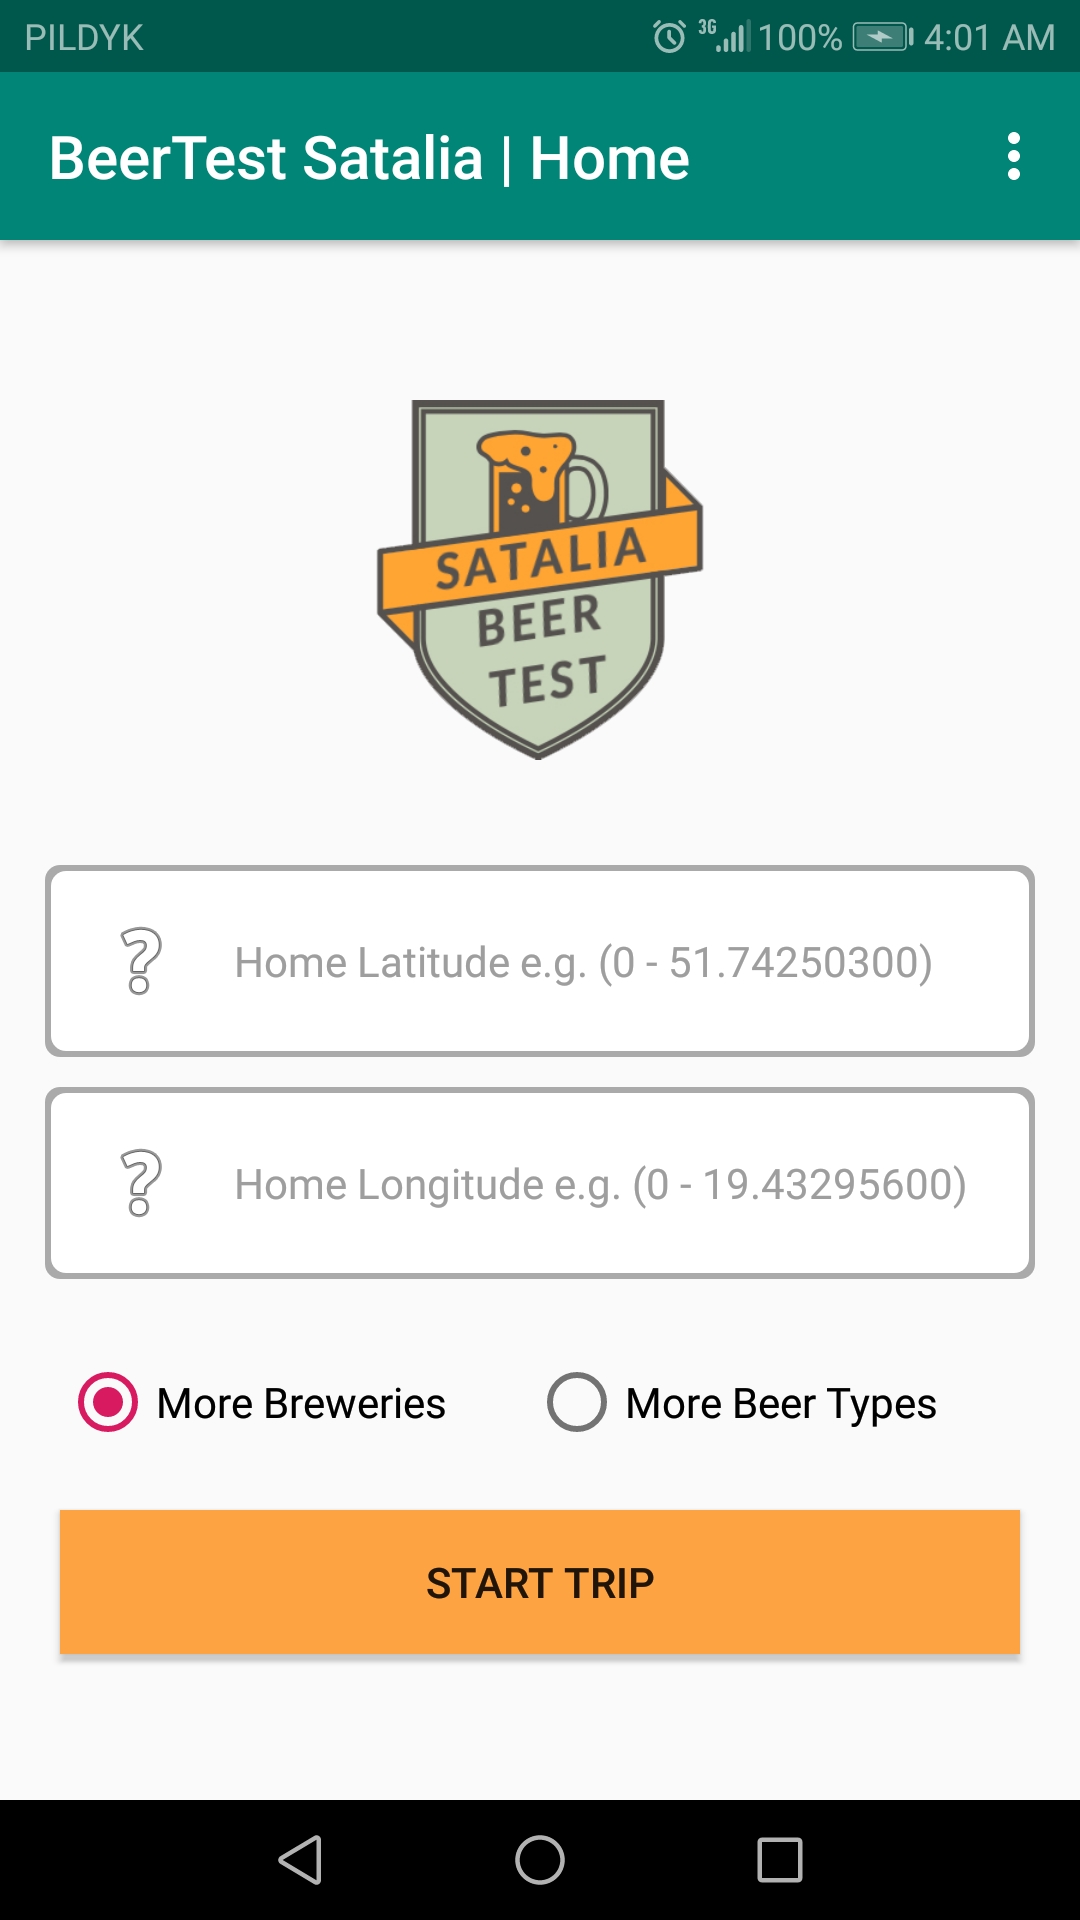 PILDYK 3G 100% 4:01 AM
BeerTest Satalia | Home
SATALIA
BEER
TEST
Home Latitude e.g. (0 - 51.74250300)
Home Longitude e.g. (0 - 19.43295600)
More Breweries More Beer Types
START TRIP